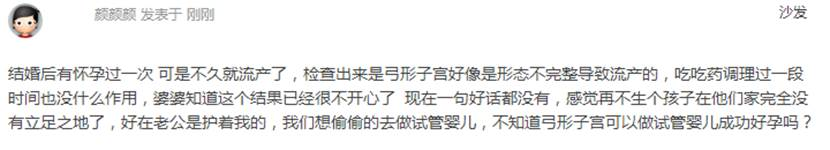 颜颜颜 发表于 刚刚
沙发
结婚后有怀孕过一次 可是不久就流产了，检查出来是弓形子宫好像是形态不完整导致流产的，吃吃药调理过一段
时间也没什么作用，婆婆知道这个结果已经很不开心了 现在一句好话都没有，感觉再不生个孩子在他们家完全没
有立足之地了，好在老公是护着我的，我们想偷偷的去做试管婴儿，不知道弓形子宫可以做试管婴儿成功好孕吗？